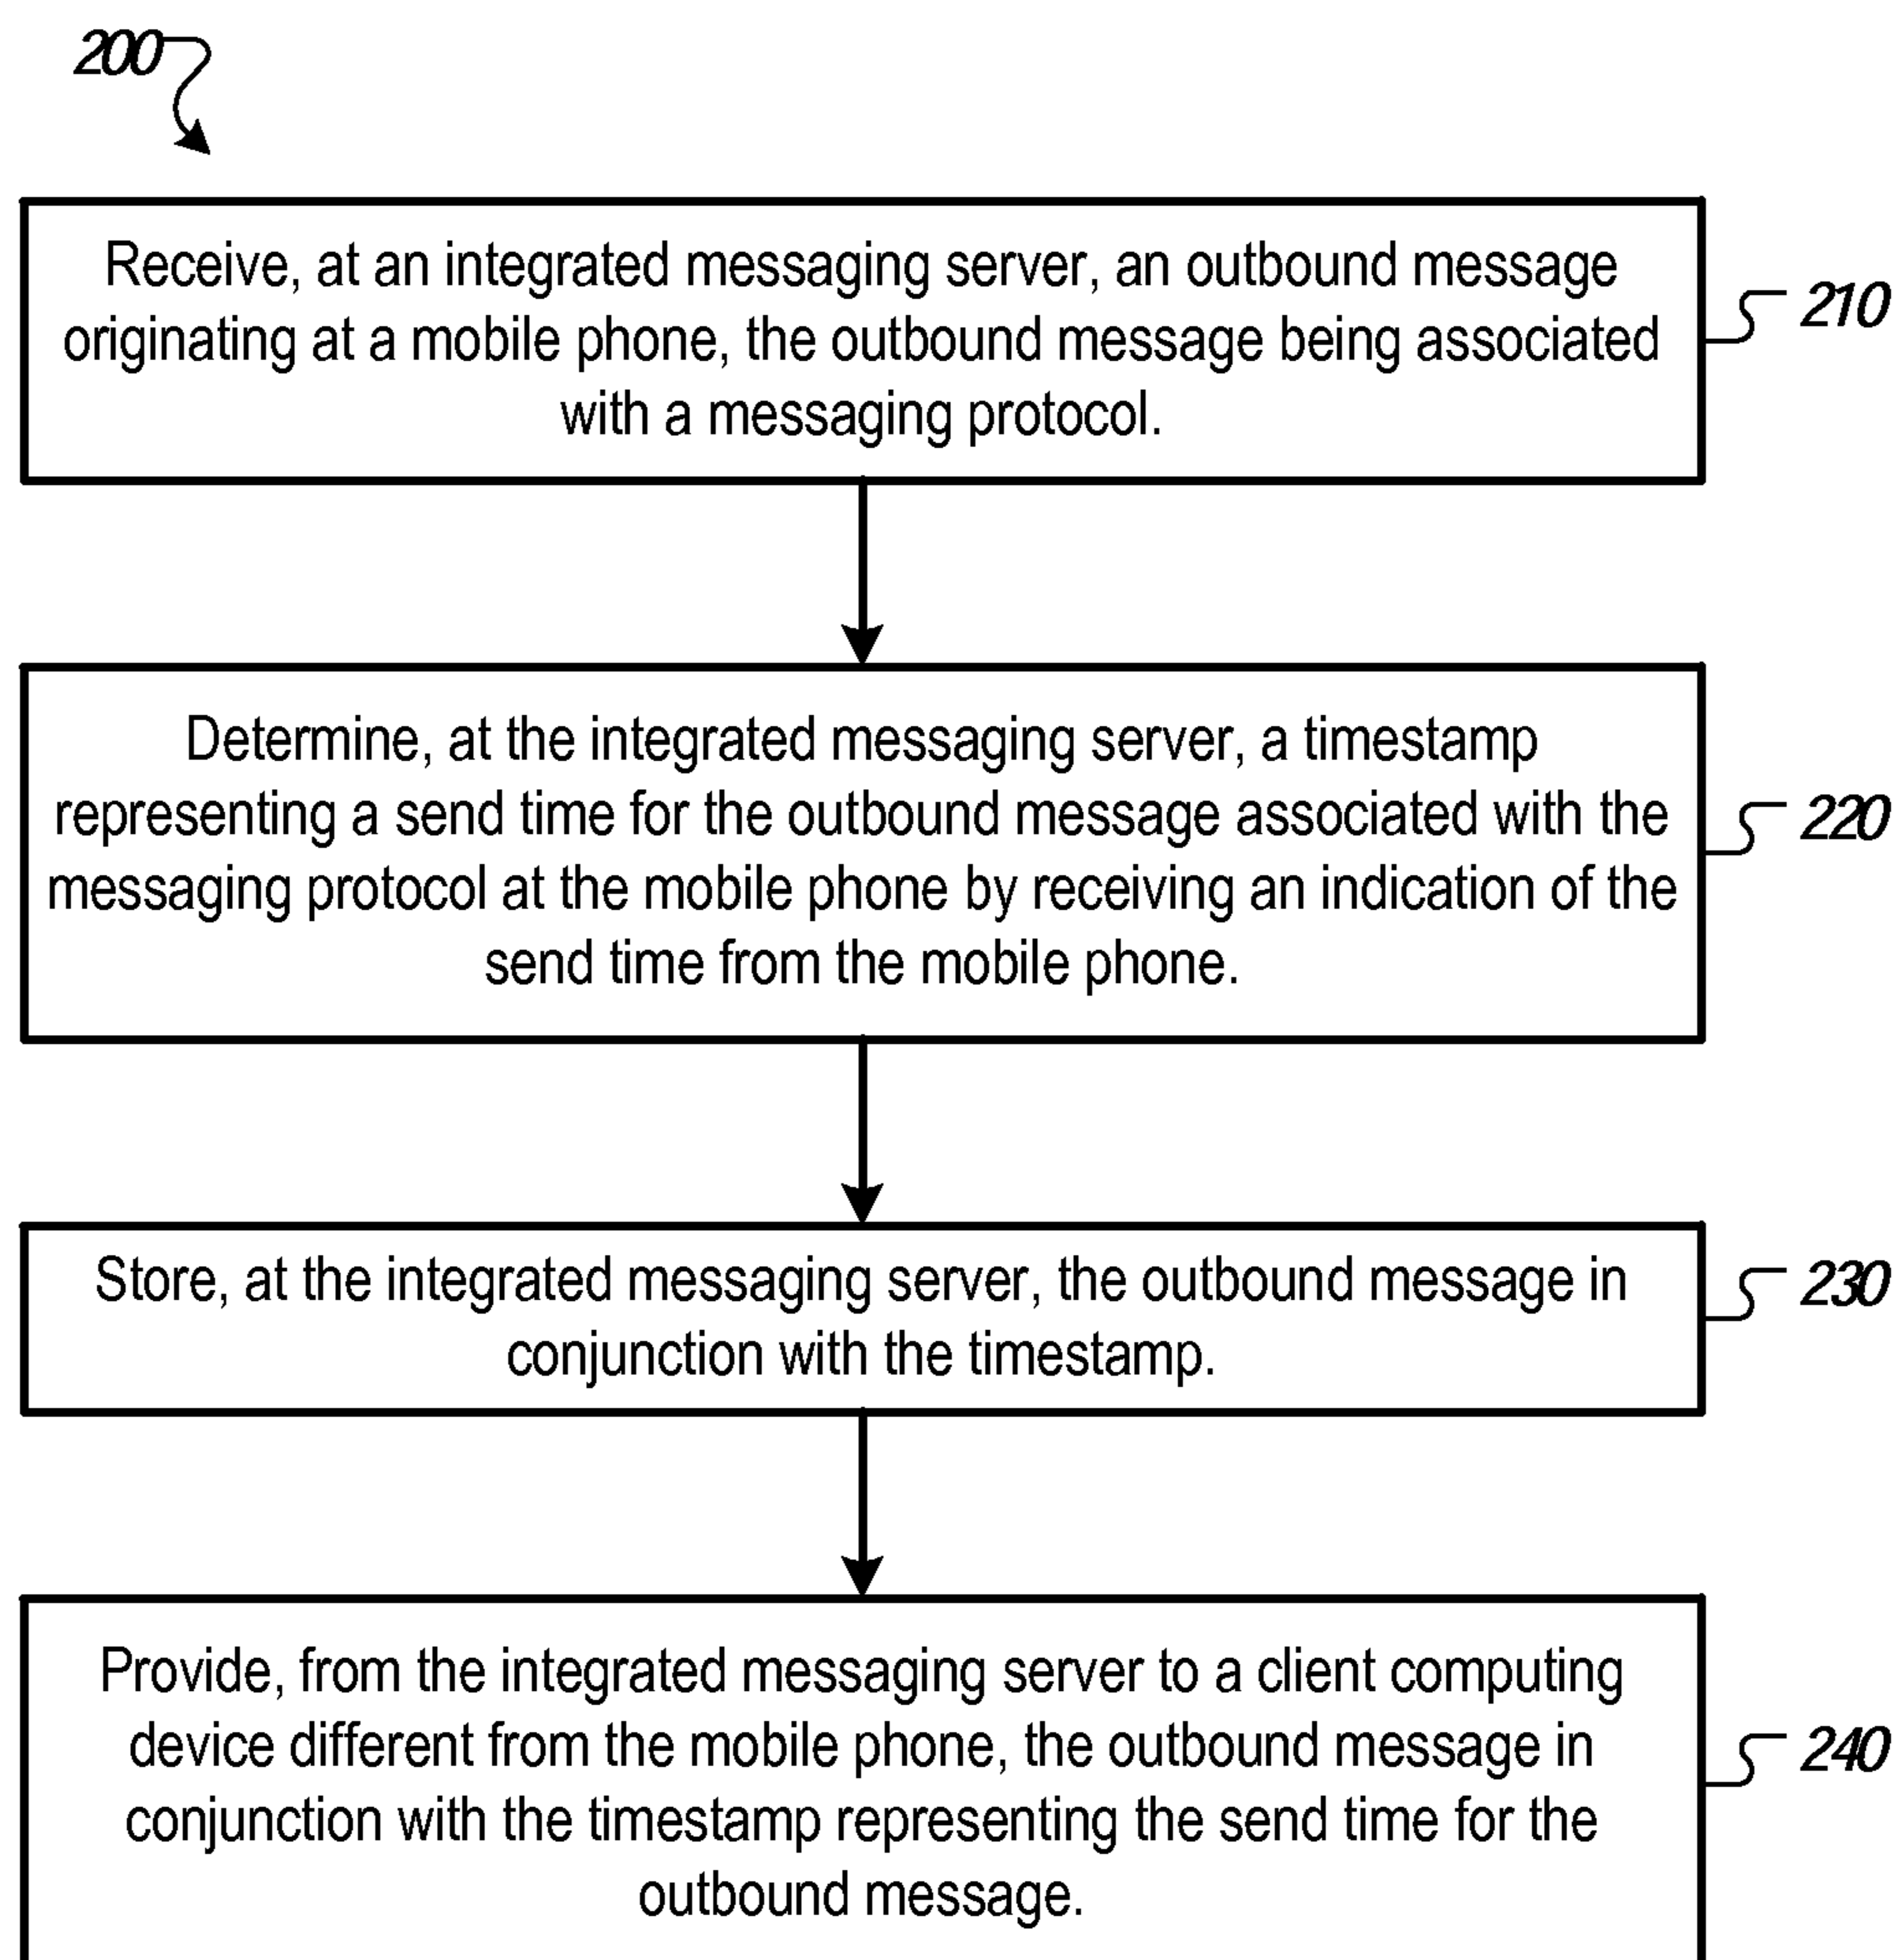 200
Receive, at an integrated messaging server, an outbound message
originating at a mobile phone, the outbound message being associated
with a messaging protocol.
210
Determine, at the integrated messaging server, a timestamp
representing a send time for the outbound message associated with the
messaging protocol at the mobile phone by receiving an indication of the
send time from the mobile phone.
220
Store, at the integrated messaging server, the outbound message in
conjunction with the timestamp.
230
Provide, from the integrated messaging server to a client computing
device different from the mobile phone, the outbound message in
conjunction with the timestamp representing the send time for the
outbound message.
240